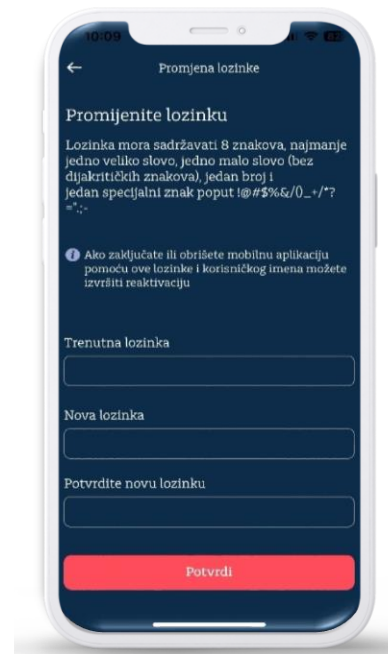 10:09
Promjena lozinke
Promijenite lozinku
Lozinka mora sadržavati 8 znakova, najmanje
jedno veliko slovo, jedno malo slovo (bez
dijakritičkih znakova), jedan broj i
jedan specijalni znak poput !@#$%&/()_+/*?
=";:-
Ako zaključate ili obrišete mobilnu aplikaciju
pomoću ove lozinke i korisničkog imena možete
izvršiti reaktivaciju
Trenutna lozinka
Nova lozinka
Potvrdite novu lozinku
Potvrdi